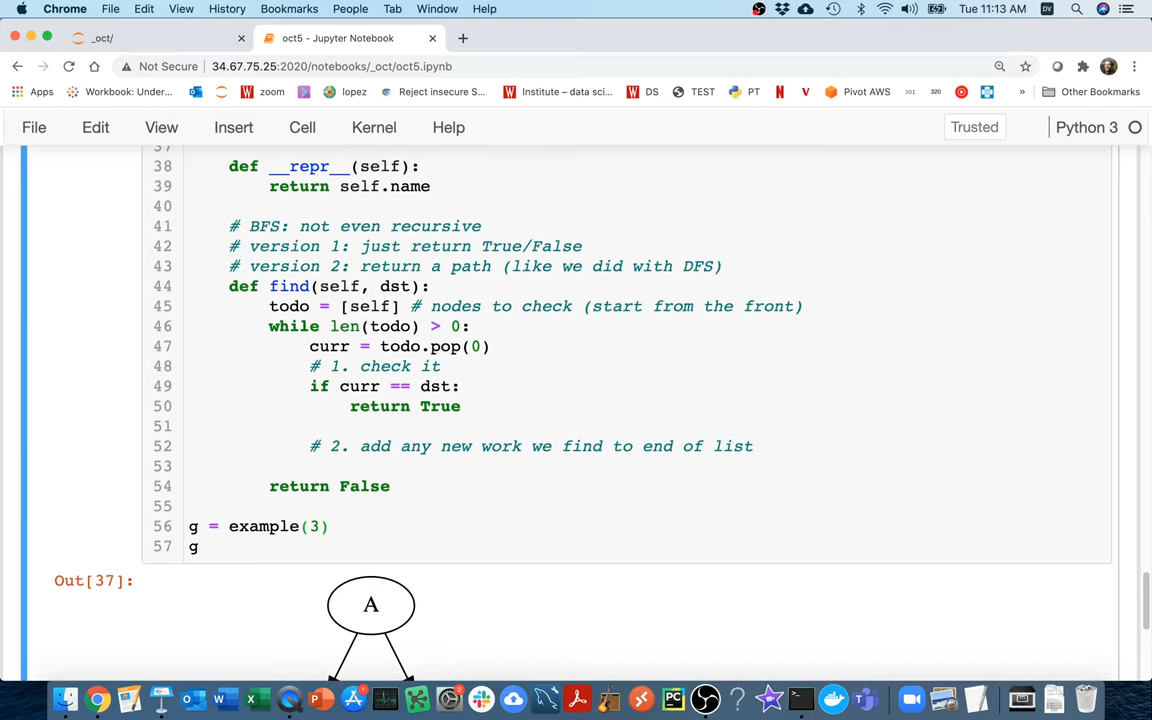 Chrome File Edit View History Bookmarks People Tab Window Help Tue 11:13 AM
_oct/ oct5 - Jupyter Notebook
Not Secure 34.67.75.25:2020/notebooks/_oct/oct5.ipynb
Apps Workbook: Under... zoom lopez Reject insecure S... Institute – data sci... DS TEST PT N V Pivot AWS 301 320 » Other Bookmarks
File Edit View Insert Cell Kernel Help Trusted Python 3
37
38 def __repr__(self):
39 return self.name
40
41 # BFS: not even recursive
42 # version 1: just return True/False
43 # version 2: return a path (like we did with DFS)
44 def find(self, dst):
45 todo = [self] # nodes to check (start from the front)
46 while len(todo) > 0:
47 curr = todo.pop(0)
48 # 1. check it
49 if curr == dst:
50 return True
51
52 # 2. add any new work we find to end of list
53
54 return False
55
56 g = example(3)
57 g
Out[37]:
A